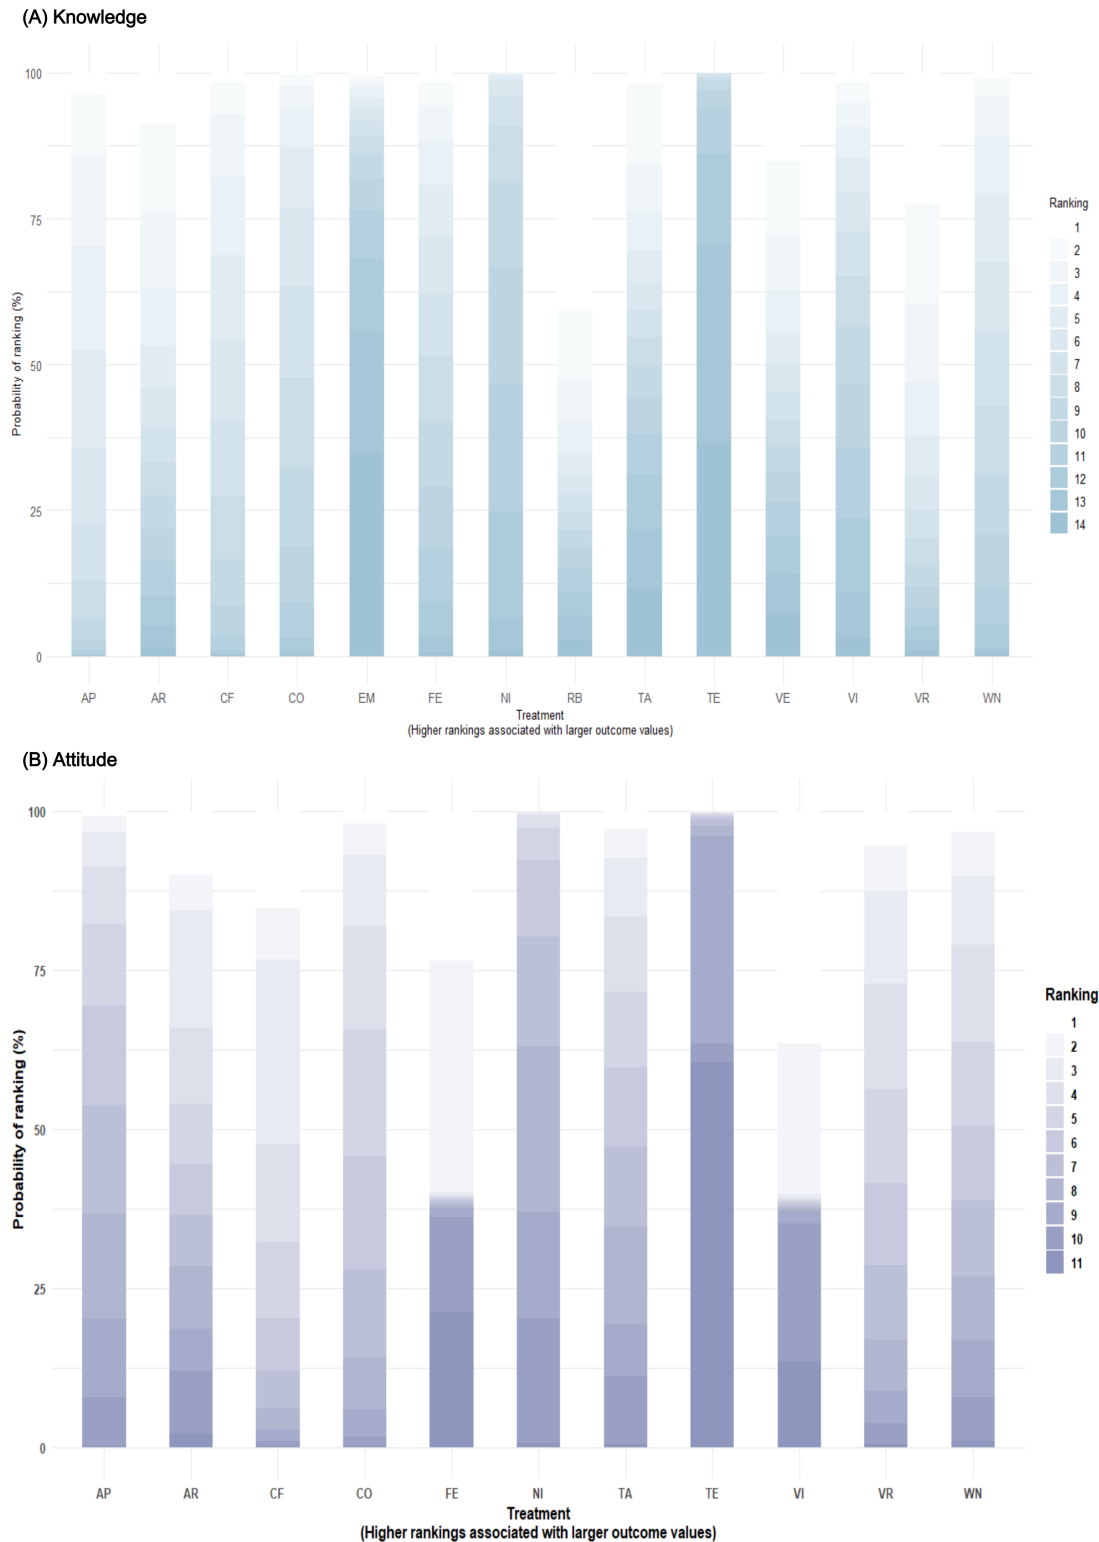 (A) Knowledge
100
75
50
25
0
Probability of ranking (%)
AP AR CF CO EM FE NI RB TA TE VE VI VR WN
Treatment
(Higher rankings associated with larger outcome values)
Ranking
1
2
3
4
5
6
7
8
9
10
11
12
13
14
(B) Attitude
100
75
50
25
0
Probability of ranking (%)
AP AR CF CO FE NI TA TE VI VR WN
Treatment
(Higher rankings associated with larger outcome values)
Ranking
1
2
3
4
5
6
7
8
9
10
11